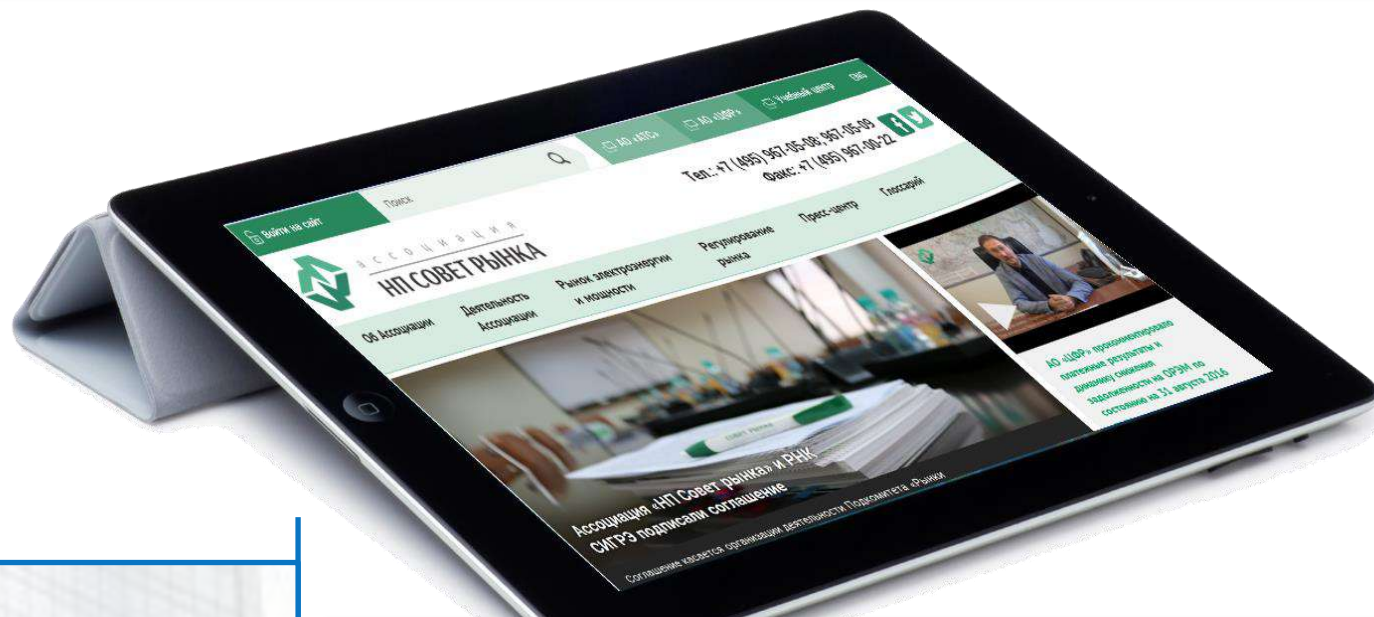 Войти на сайт
Поиск
АО «АТС»
АО «ЦФР»
Учебный центр
ENG
ассоциация
НП СОВЕТ РЫНКА
Тел.: +7 (495) 967-05-08; 967-05-09
Факс: +7 (495) 967-00-22
Об Ассоциации
Деятельность
Ассоциации
Рынок электроэнергии
и мощности
Регулирование
рынка
Пресс-центр
Глоссарий
СОВЕТ РЫНКА
Ассоциация «НП Совет рынка» и РНК
СИГРЭ подписали соглашение
Соглашение касается организации деятельности Подкомитета «Рынки
АО «ЦФР» прокомментировало
платежные результаты и
динамику снижения
задолженности на ОРЭМ по
состоянию на 31 августа 2016